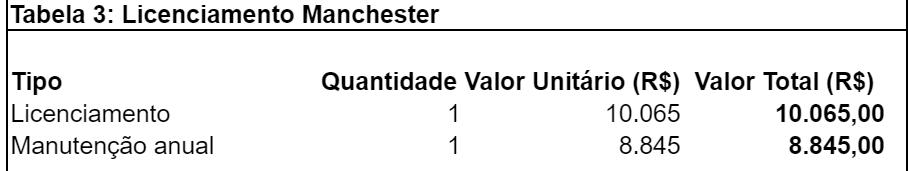 Tabela 3: Licenciamento Manchester
Tipo Quantidade Valor Unitário (R$) Valor Total (R$)
Licenciamento 1 10.065 10.065,00
Manutenção anual 1 8.845 8.845,00